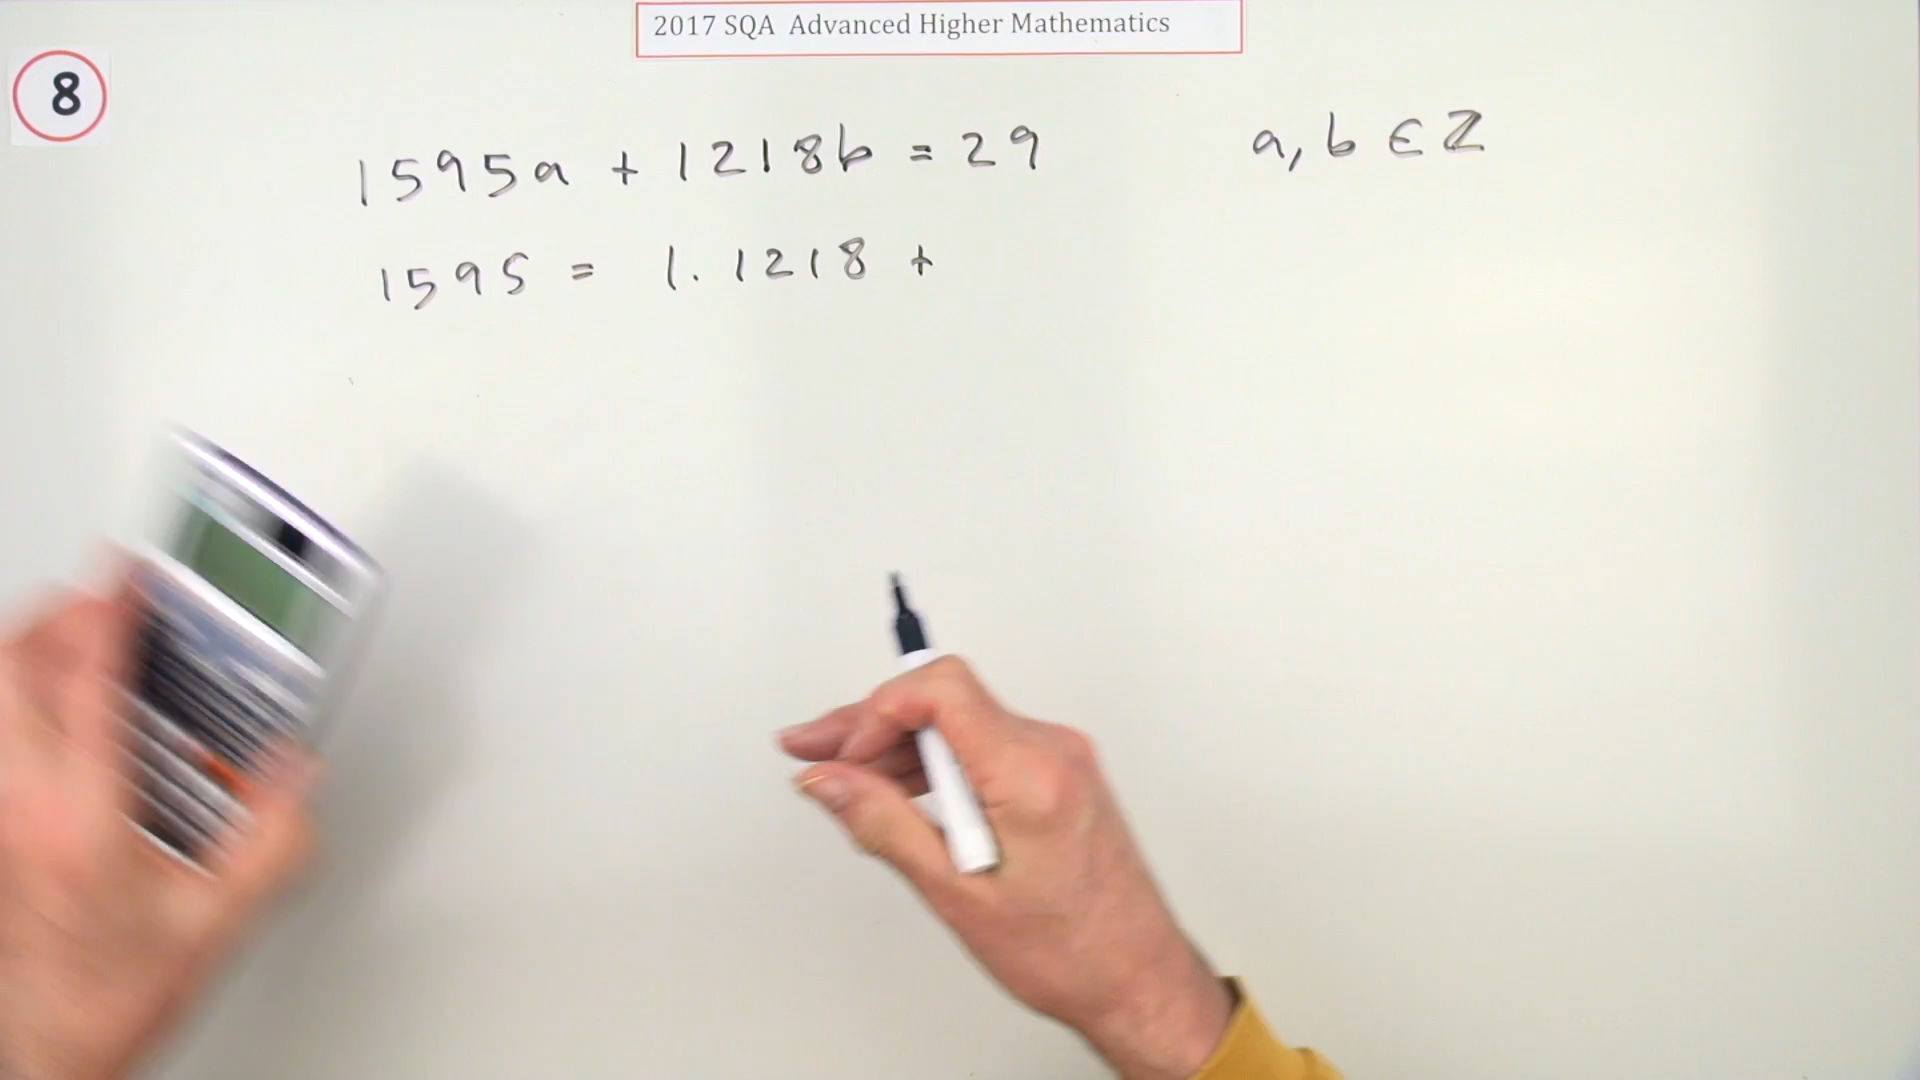 2017 SQA Advanced Higher Mathematics
8
1595a + 1218b = 29 a, b ∈ ℤ
1595 = 1.1218 +